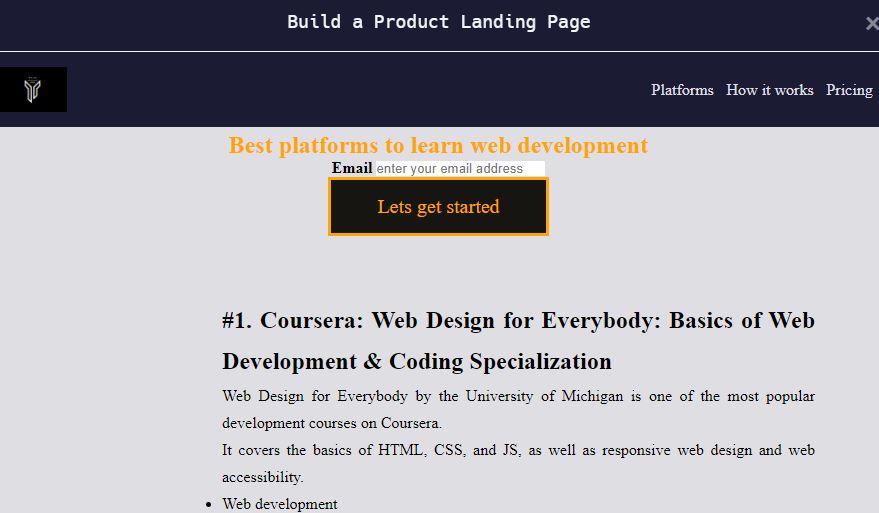 Build a Product Landing Page
×
Platforms How it works Pricing
Best platforms to learn web development
Email enter your email address
Lets get started
#1. Coursera: Web Design for Everybody: Basics of Web
Development & Coding Specialization
Web Design for Everybody by the University of Michigan is one of the most popular
development courses on Coursera.
It covers the basics of HTML, CSS, and JS, as well as responsive web design and web
accessibility.
• Web development